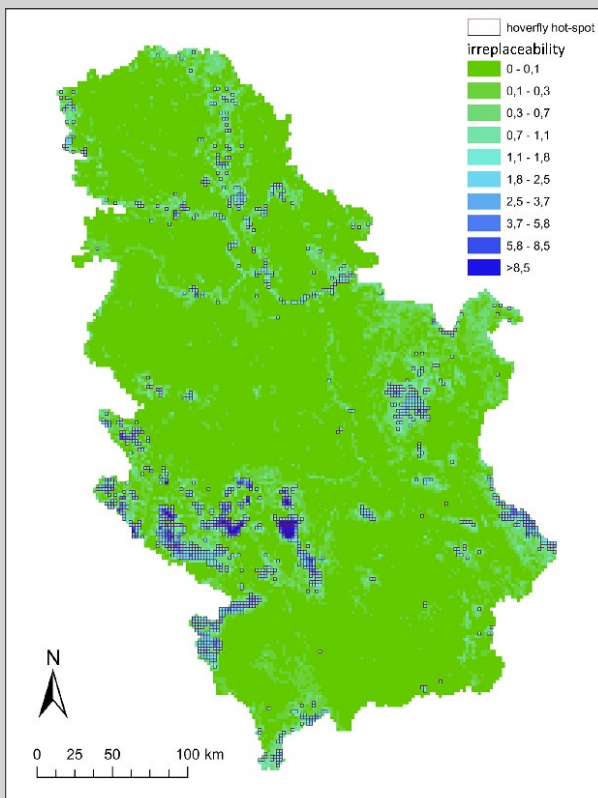 hoverfly hot-spot
irreplaceability
0 - 0,1
0,1 - 0,3
0,3 - 0,7
0,7 - 1,1
1,1 - 1,8
1,8 - 2,5
2,5 - 3,7
3,7 - 5,8
5,8 - 8,5
>8,5
N
0 25 50 100 km